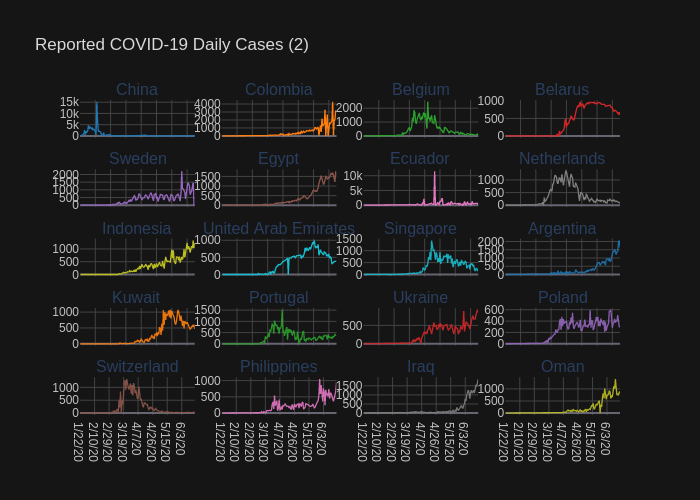 Reported COVID-19 Daily Cases (2)
China Colombia Belgium Belarus
15k 10k 5k 0
4000 3000 2000 1000 0
2000 1000 0
1000 500 0
Sweden Egypt Ecuador Netherlands
2000 1500 1000 500 0
1500 1000 500 0
10k 5k 0
1000 500 0
Indonesia United Arab Emirates Singapore Argentina
1000 500 0
1000 500 0
1500 1000 500 0
2000 1500 1000 500 0
Kuwait Portugal Ukraine Poland
1000 500 0
1500 1000 500 0
500 0
600 400 200 0
Switzerland Philippines Iraq Oman
1000 500 0
1000 500 0
1500 1000 500 0
1000 500 0
1/22/20 2/10/20 2/29/20 3/19/20 4/7/20 4/26/20 5/15/20 6/3/20
1/22/20 2/10/20 2/29/20 3/19/20 4/7/20 4/26/20 5/15/20 6/3/20
1/22/20 2/10/20 2/29/20 3/19/20 4/7/20 4/26/20 5/15/20 6/3/20
1/22/20 2/10/20 2/29/20 3/19/20 4/7/20 4/26/20 5/15/20 6/3/20